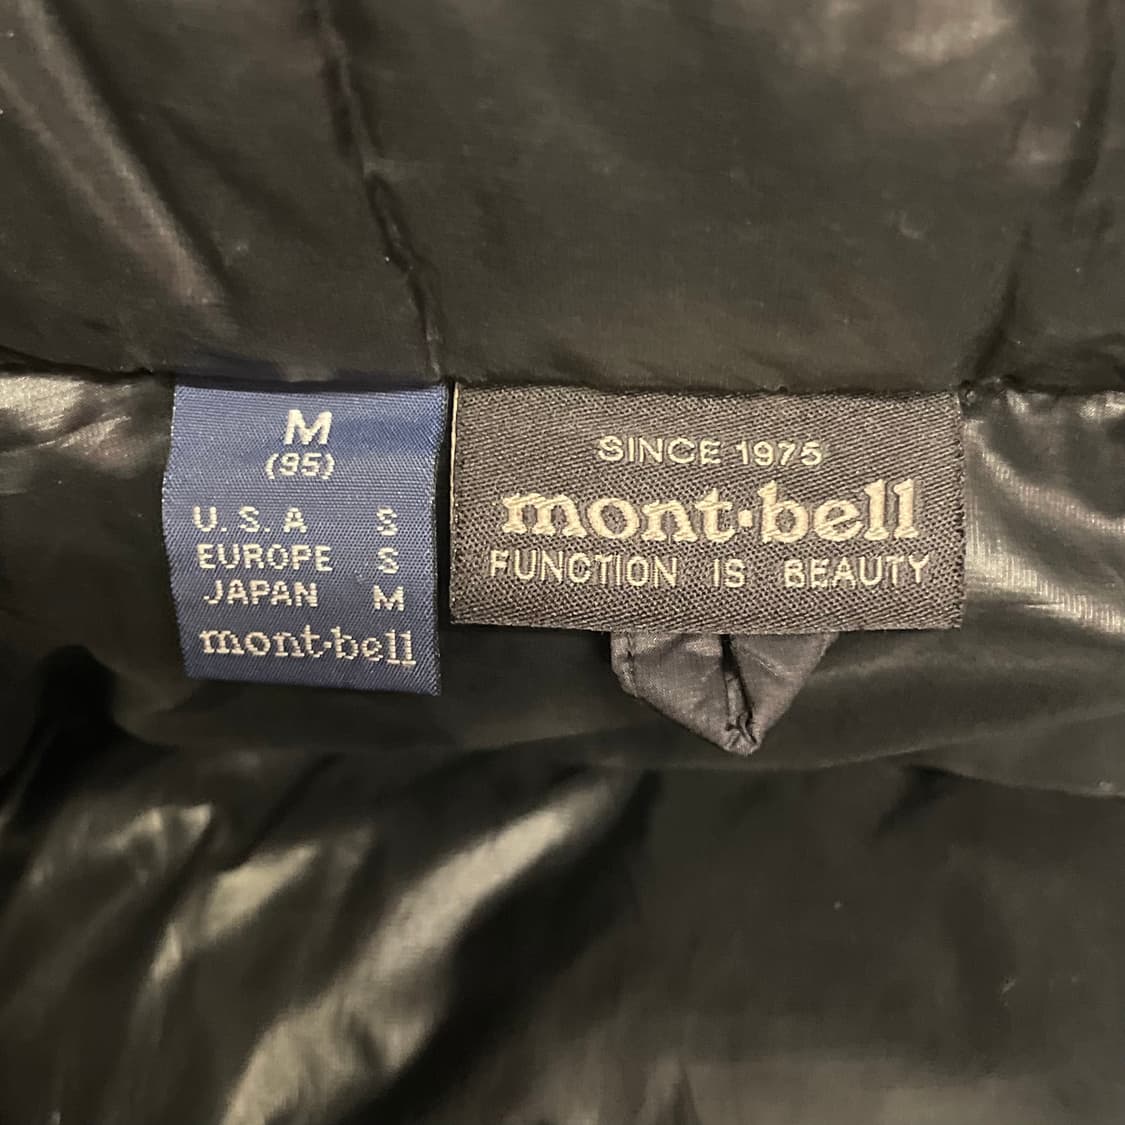 M
(95)
U.S.A S
EUROPE S
JAPAN M
mont·bell
SINCE 1975
mont·bell
FUNCTION IS BEAUTY